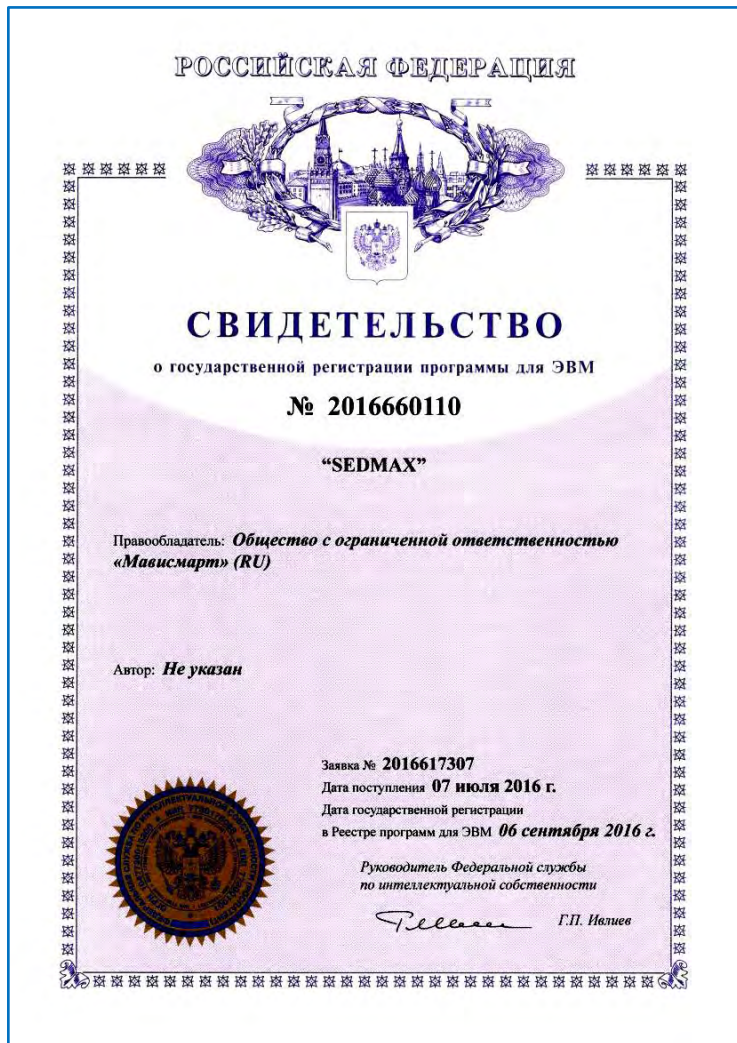 РОССИЙСКАЯ ФЕДЕРАЦИЯ
СВИДЕТЕЛЬСТВО
о государственной регистрации программы для ЭВМ
№ 2016660110
“SEDMAX”
Правообладатель: Общество с ограниченной ответственностью
«Мависмарт» (RU)
Автор: Не указан
Заявка № 2016617307
Дата поступления 07 июля 2016 г.
Дата государственной регистрации
в Реестре программ для ЭВМ 06 сентября 2016 г.
Руководитель Федеральной службы
по интеллектуальной собственности
Г.П. Ивлиев